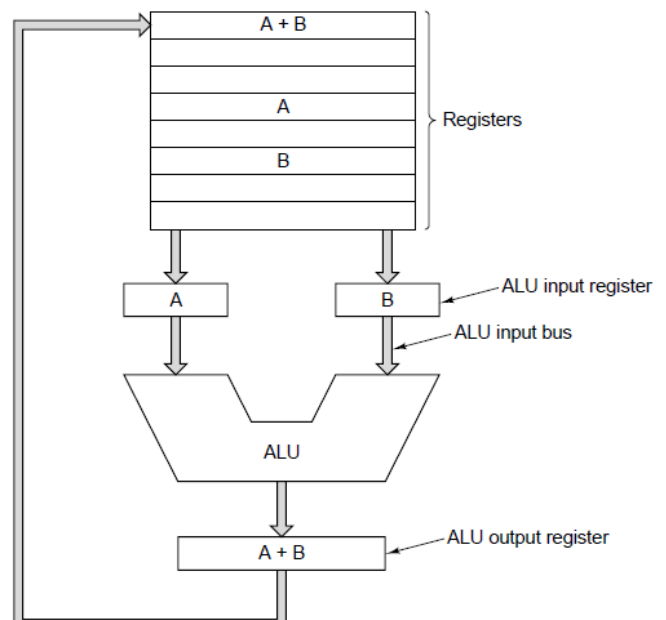 A + B
A
Registers
B
A
B
ALU input register
ALU input bus
ALU
A + B
ALU output register